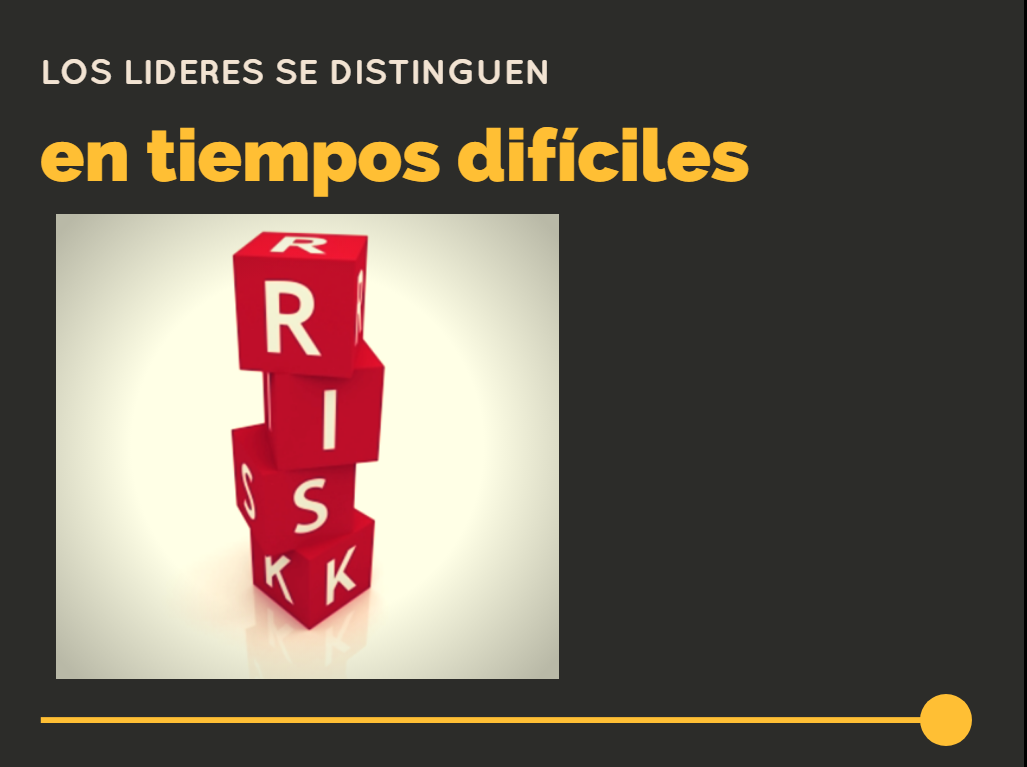 LOS LIDERES SE DISTINGUEN
en tiempos difíciles
R
R R
I
S S
K K